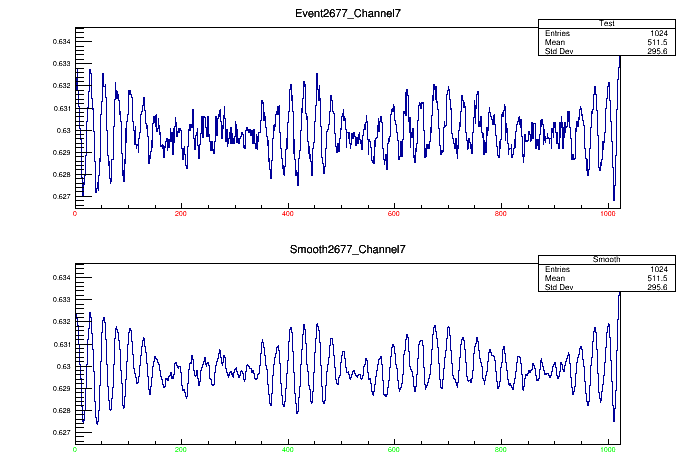 Event2677_Channel7
Test
Entries 1024
Mean 511.5
Std Dev 295.6
0.634
0.633
0.632
0.631
0.63
0.629
0.628
0.627
0 200 400 600 800 1000
Smooth2677_Channel7
Smooth
Entries 1024
Mean 511.5
Std Dev 295.6
0.634
0.633
0.632
0.631
0.63
0.629
0.628
0.627
0 200 400 600 800 1000